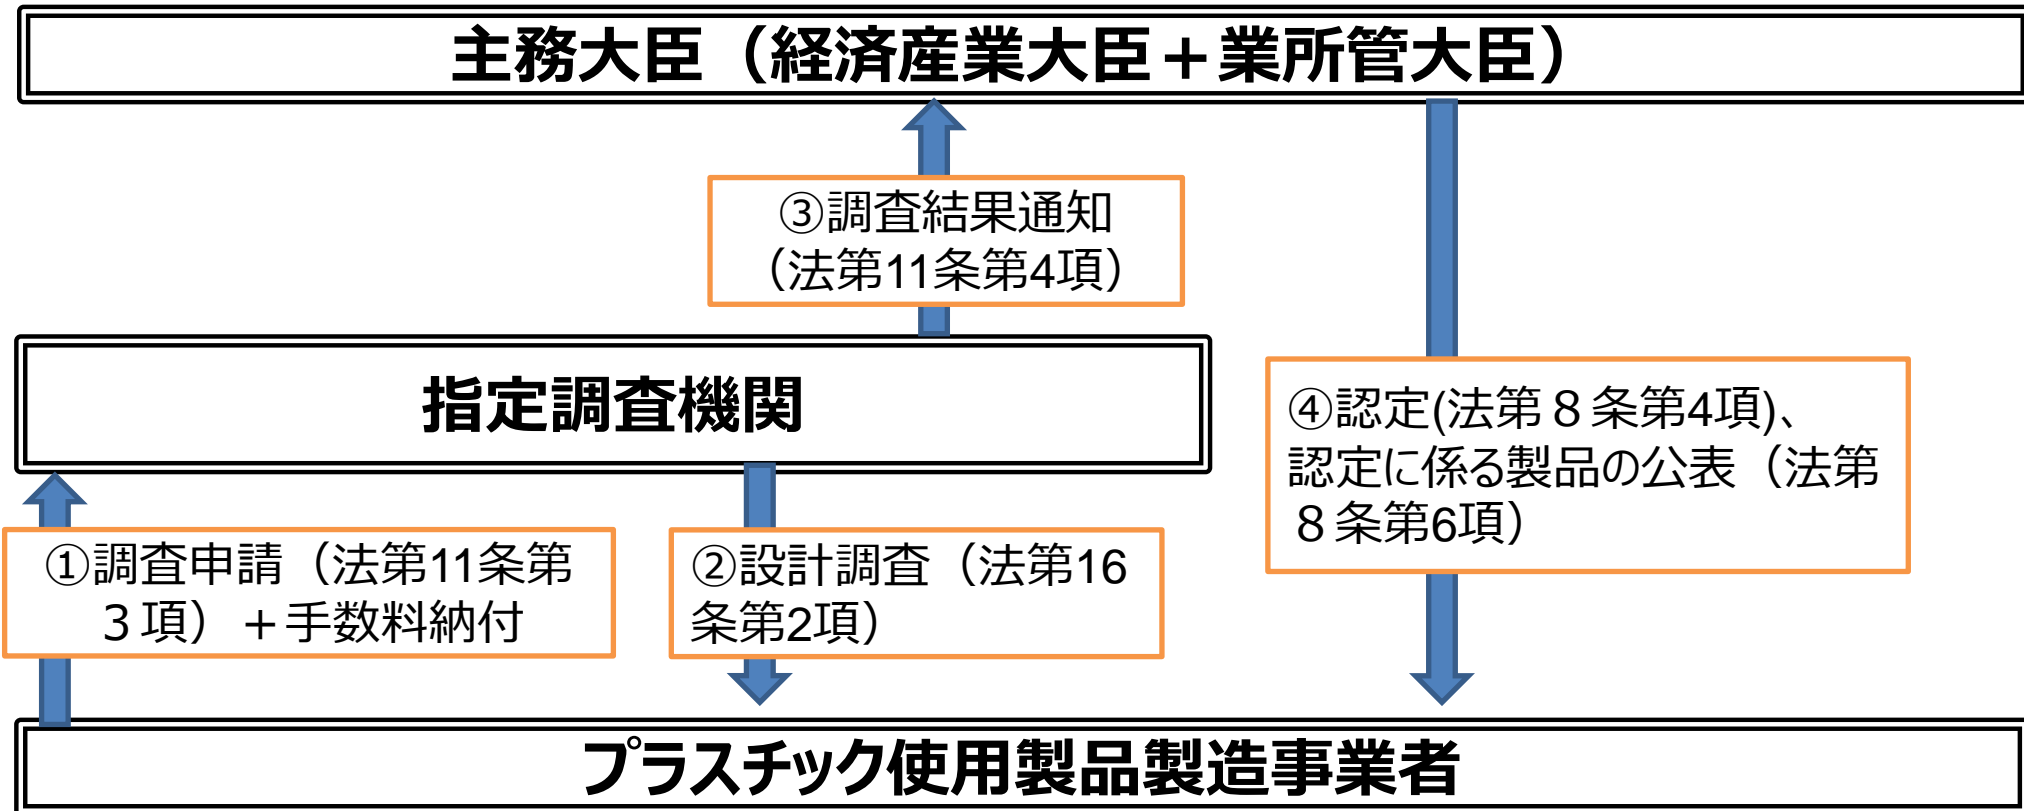 主務大臣（経済産業大臣＋業所管大臣）
③調査結果通知
（法第11条第4項）
指定調査機関
④認定(法第８条第4項)、
認定に係る製品の公表（法第
８条第6項）
①調査申請（法第11条第
３項）＋手数料納付
②設計調査（法第16
条第2項）
プラスチック使用製品製造事業者